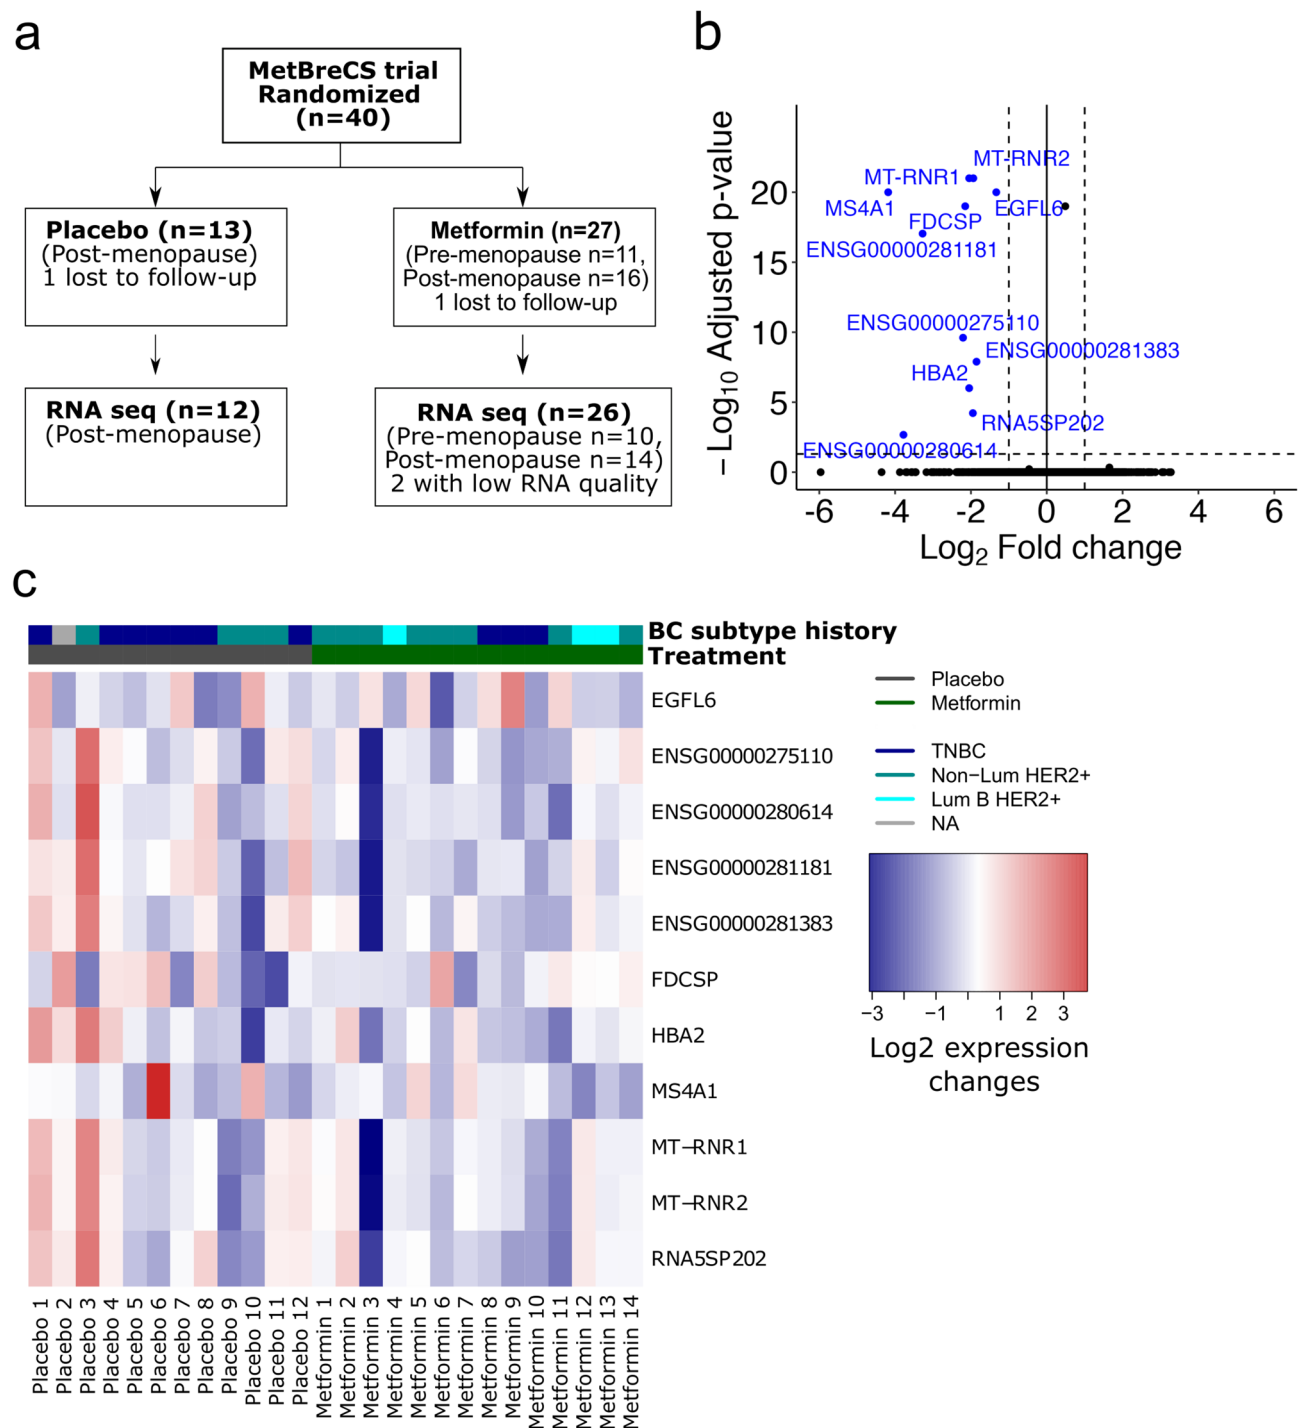 a
MetBreCS trial
Randomized
(n=40)
Placebo (n=13)
(Post-menopause)
1 lost to follow-up
Metformin (n=27)
(Pre-menopause n=11,
Post-menopause n=16)
1 lost to follow-up
RNA seq (n=12)
(Post-menopause)
RNA seq (n=26)
(Pre-menopause n=10,
Post-menopause n=14)
2 with low RNA quality
b
− Log10 Adjusted p-value
20
15
10
5
0
MT-RNR2
MT-RNR1
MS4A1
EGFL6
FDCSP
ENSG00000281181
ENSG00000275110
ENSG00000281383
HBA2
RNA5SP202
ENSG00000280614
-6 -4 -2 0 2 4 6
Log2 Fold change
c
BC subtype history
Treatment
EGFL6
ENSG00000275110
ENSG00000280614
ENSG00000281181
ENSG00000281383
FDCSP
HBA2
MS4A1
MT−RNR1
MT−RNR2
RNA5SP202
Placebo 1
Placebo 2
Placebo 3
Placebo 4
Placebo 5
Placebo 6
Placebo 7
Placebo 8
Placebo 9
Placebo 10
Placebo 11
Placebo 12
Metformin 1
Metformin 2
Metformin 3
Metformin 4
Metformin 5
Metformin 6
Metformin 7
Metformin 8
Metformin 9
Metformin 10
Metformin 11
Metformin 12
Metformin 13
Metformin 14
Placebo
Metformin
TNBC
Non−Lum HER2+
Lum B HER2+
NA
−3 −1 1 2 3
Log2 expression
changes